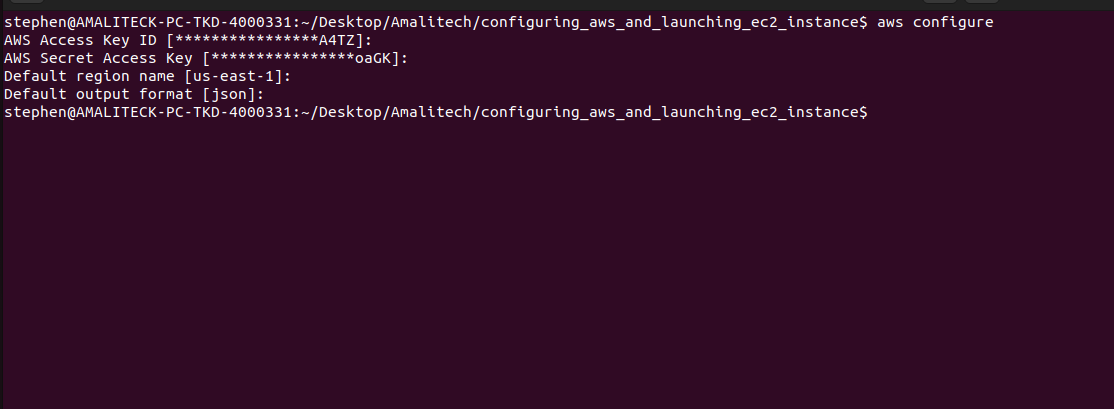 stephen@AMALITECK-PC-TKD-4000331:~/Desktop/Amalitech/configuring_aws_and_launching_ec2_instance$ aws configure
AWS Access Key ID [****************A4TZ]:
AWS Secret Access Key [****************oaGK]:
Default region name [us-east-1]:
Default output format [json]:
stephen@AMALITECK-PC-TKD-4000331:~/Desktop/Amalitech/configuring_aws_and_launching_ec2_instance$